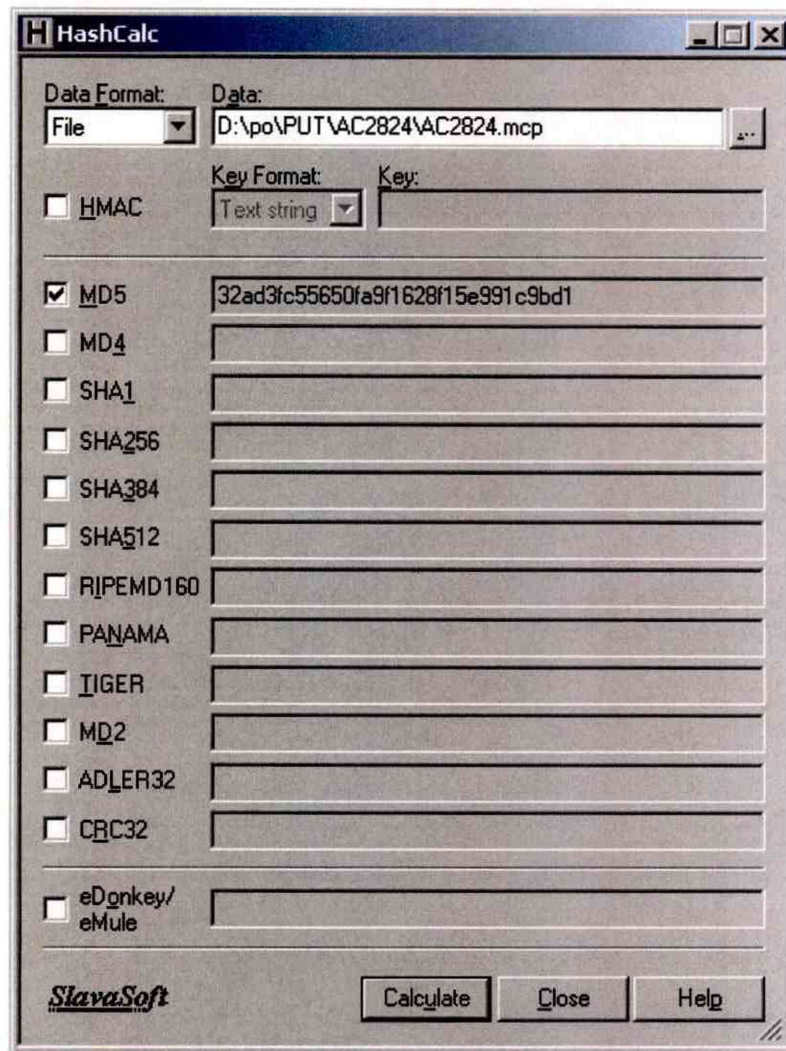 HashCalc
Data Format: Data:
File D:\po\PUT\AC2824\AC2824.mcp ...
Key Format: Key:
HMAC Text string
MD5 32ad3fc55650fa9f1628f15e991c9bd1
MD4
SHA1
SHA256
SHA384
SHA512
RIPEMD160
PANAMA
TIGER
MD2
ADLER32
CRC32
eDonkey/
eMule
SlavaSoft Calculate Close Help